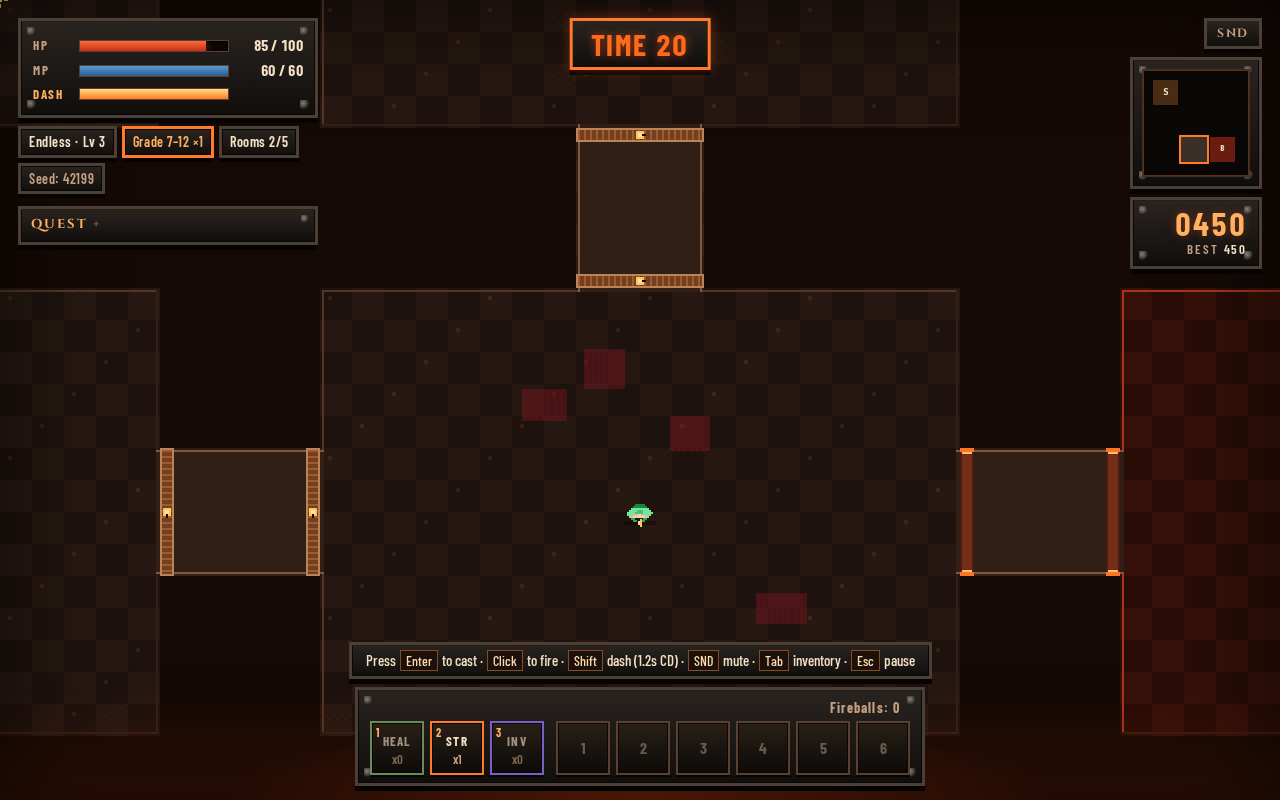 HP 85 / 100
MP 60 / 60
DASH
TIME 20
SND
Endless · Lv 3
Grade 7-12 ×1
Rooms 2/5
Seed: 42199
QUEST +
S
B
0450
BEST 450
Press Enter to cast · Click to fire · Shift dash (1.2s CD) · SND mute · Tab inventory · Esc pause
Fireballs: 0
1 HEAL x0
2 STR x1
3 INV x0
1 2 3 4 5 6